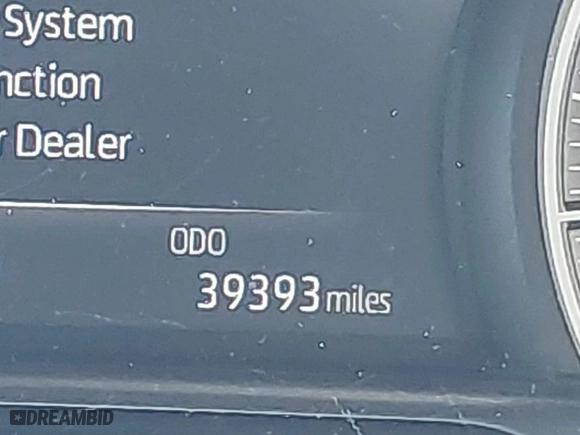 System
nction
r Dealer
ODO
39393 miles
DREAMBID